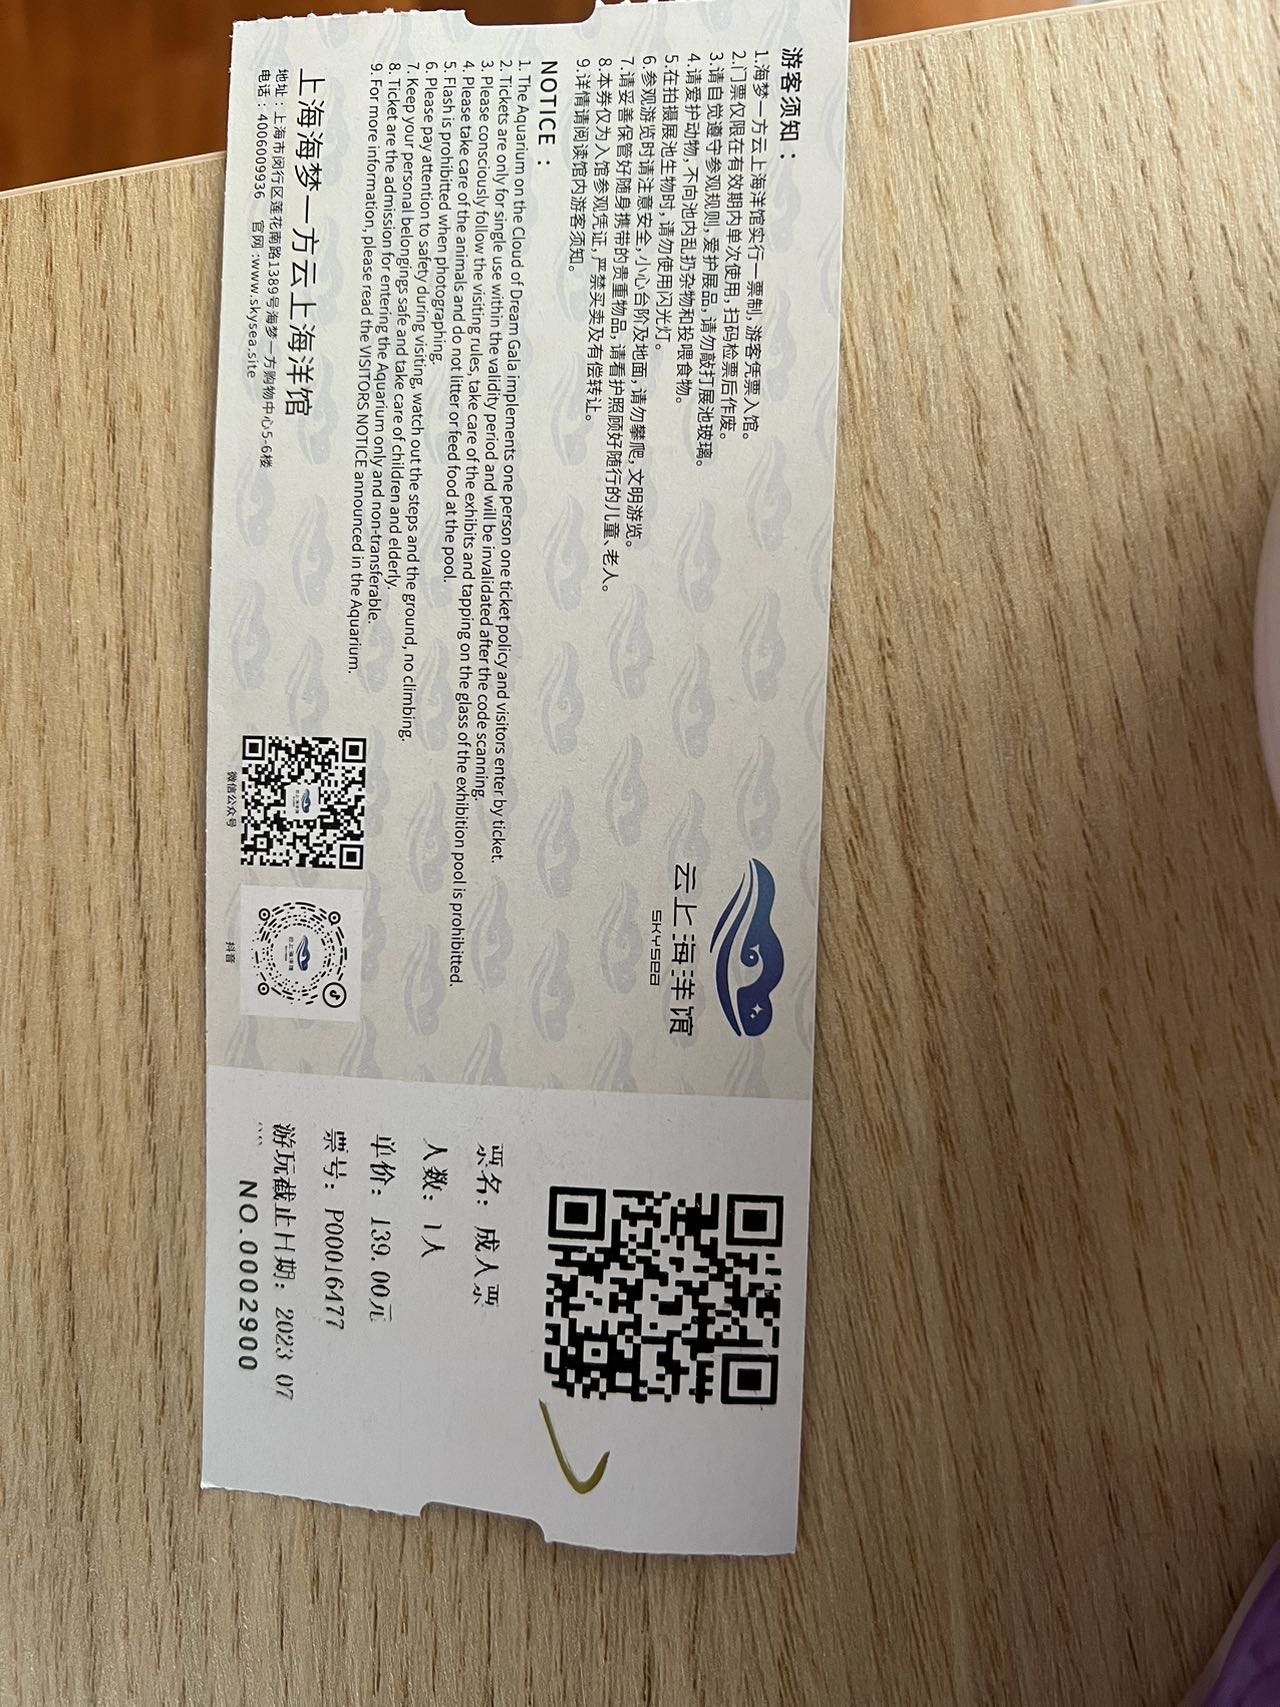 游客须知：
1.海梦一方云上海洋馆实行一票制，游客凭票入馆。
2.门票仅限在有效期内单次使用，扫码检票后作废。
3.请自觉遵守参观规则，爱护展品，请勿敲打展池玻璃。
4.请爱护动物，不向池内乱扔杂物和投喂食物。
5.在拍摄展池生物时，请勿使用闪光灯。
6.参观游览时请注意安全，小心台阶及地面，请勿攀爬，文明游览。
7.请妥善保管好随身携带的贵重物品，请看护照顾好随行的儿童、老人。
8.本券仅为入馆参观凭证，严禁买卖及有偿转让。
9.详情请阅读馆内游客须知。
NOTICE：
1. The Aquarium on the Cloud of Dream Gala implements one person one ticket policy and visitors enter by ticket.
2. Tickets are only for single use within the validity period and will be invalidated after the code scanning.
3. Please consciously follow the visiting rules, take care of the exhibits and tapping on the glass of the exhibition pool is prohibitted.
4. Please take care of the animals and do not litter or feed food at the pool.
5. Flash is prohibitted when photographing.
6. Please pay attention to safety during visiting, watch out the steps and the ground, no climbing.
7. Keep your personal belongings safe and take care of children and elderly.
8. Ticket are the admission for entering the Aquarium only and non-transferable.
9. For more information, please read the VISITORS NOTICE announced in the Aquarium.
上海海梦一方云上海洋馆
地址：上海市闵行区莲花南路1389号海梦一方购物中心5-6楼
电话：4006009936 官网:www.skysea.site
云上海洋馆
SKYSEA
微信公众号
抖音
票名：成人票
人数：1人
单价：139.00元
票号：P00016477
游玩截止日期：2023 07
NO.0002900